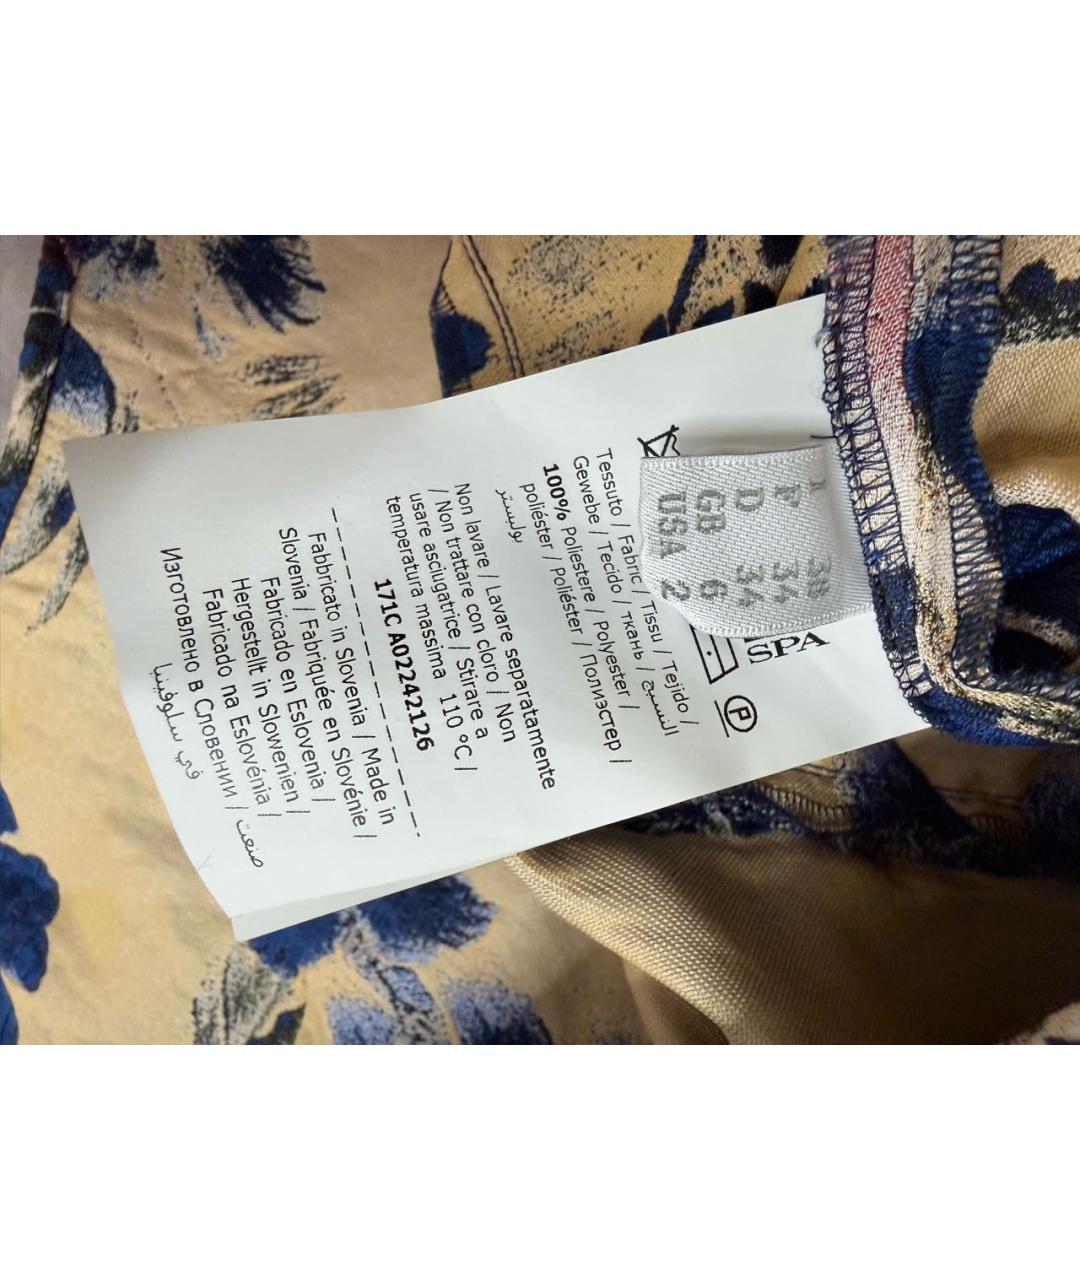 I 38
F 34
D 34
GB 6
USA 2
SPA
P
Tessuto / Fabric / Tissu / Tejido /
Gewebe / Tecido / ткань / النسيج
100% Poliestere / Polyester /
poliéster / Poliéster / Полиэстер /
بوليستر
Non lavare / Lavare separatamente
/ Non trattare con cloro / Non
usare asciugatrice / Stirare a
temperatura massima 110 °C /
171C A02242126
Fabbricato in Slovenia / Made in
Slovenia / Fabriquée en Slovénie /
Fabricado en Eslovenia /
Hergestellt in Slowenien /
Fabricado na Eslovénia /
Изготовлено в Словении / صنعت
في سلوفينيا